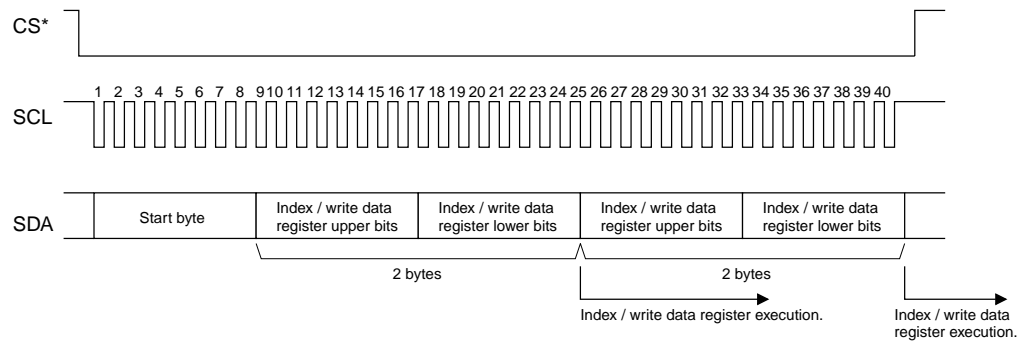 CS*
1 2 3 4 5 6 7 8 9 10 11 12 13 14 15 16 17 18 19 20 21 22 23 24 25 26 27 28 29 30 31 32 33 34 35 36 37 38 39 40
SCL
SDA
Start byte
Index / write data
register upper bits
Index / write data
register lower bits
Index / write data
register upper bits
Index / write data
register lower bits
2 bytes
2 bytes
Index / write data register execution.
Index / write data
register execution.